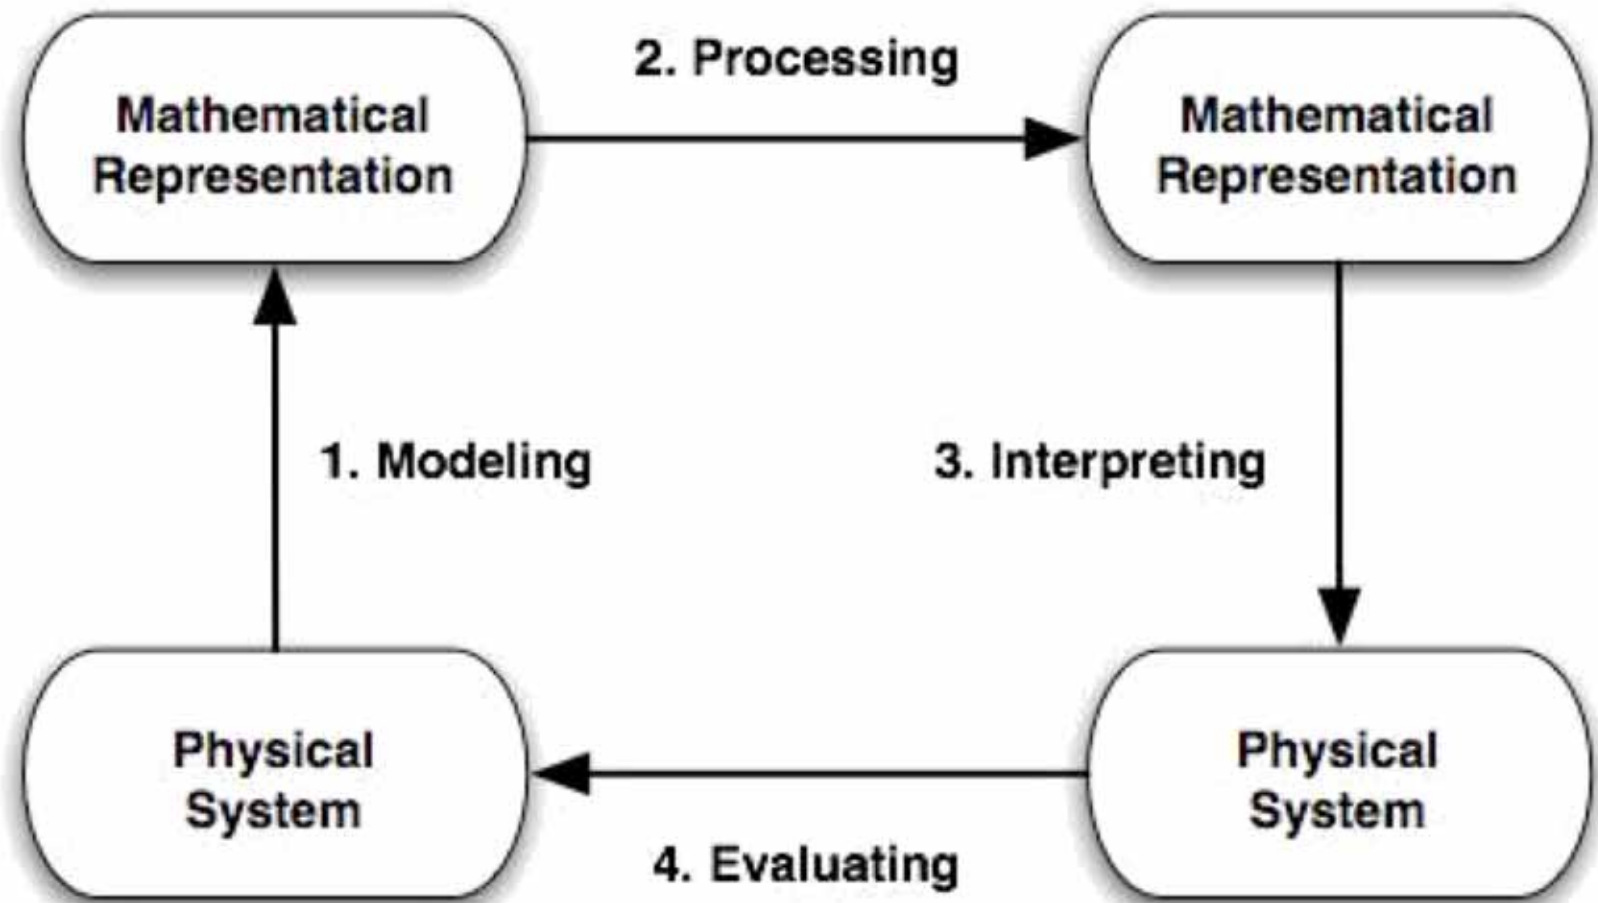 2. Processing
Mathematical
Representation
Mathematical
Representation
1. Modeling
3. Interpreting
Physical
System
Physical
System
4. Evaluating